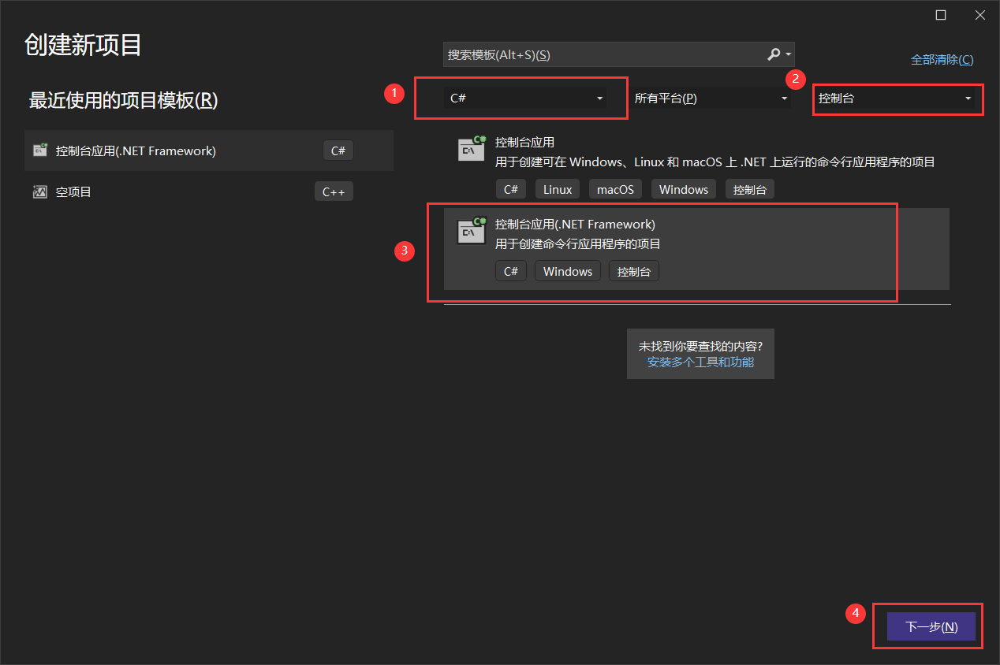 创建新项目
搜索模板(Alt+S)(S)
全部清除(C)
最近使用的项目模板(R)
1
C#
所有平台(P)
2
控制台
控制台应用(.NET Framework)
C#
空项目
C++
控制台应用
用于创建可在 Windows、Linux 和 macOS 上 .NET 上运行的命令行应用程序的项目
C# Linux macOS Windows 控制台
3
控制台应用(.NET Framework)
用于创建命令行应用程序的项目
C# Windows 控制台
未找到你要查找的内容?
安装多个工具和功能
4
下一步(N)